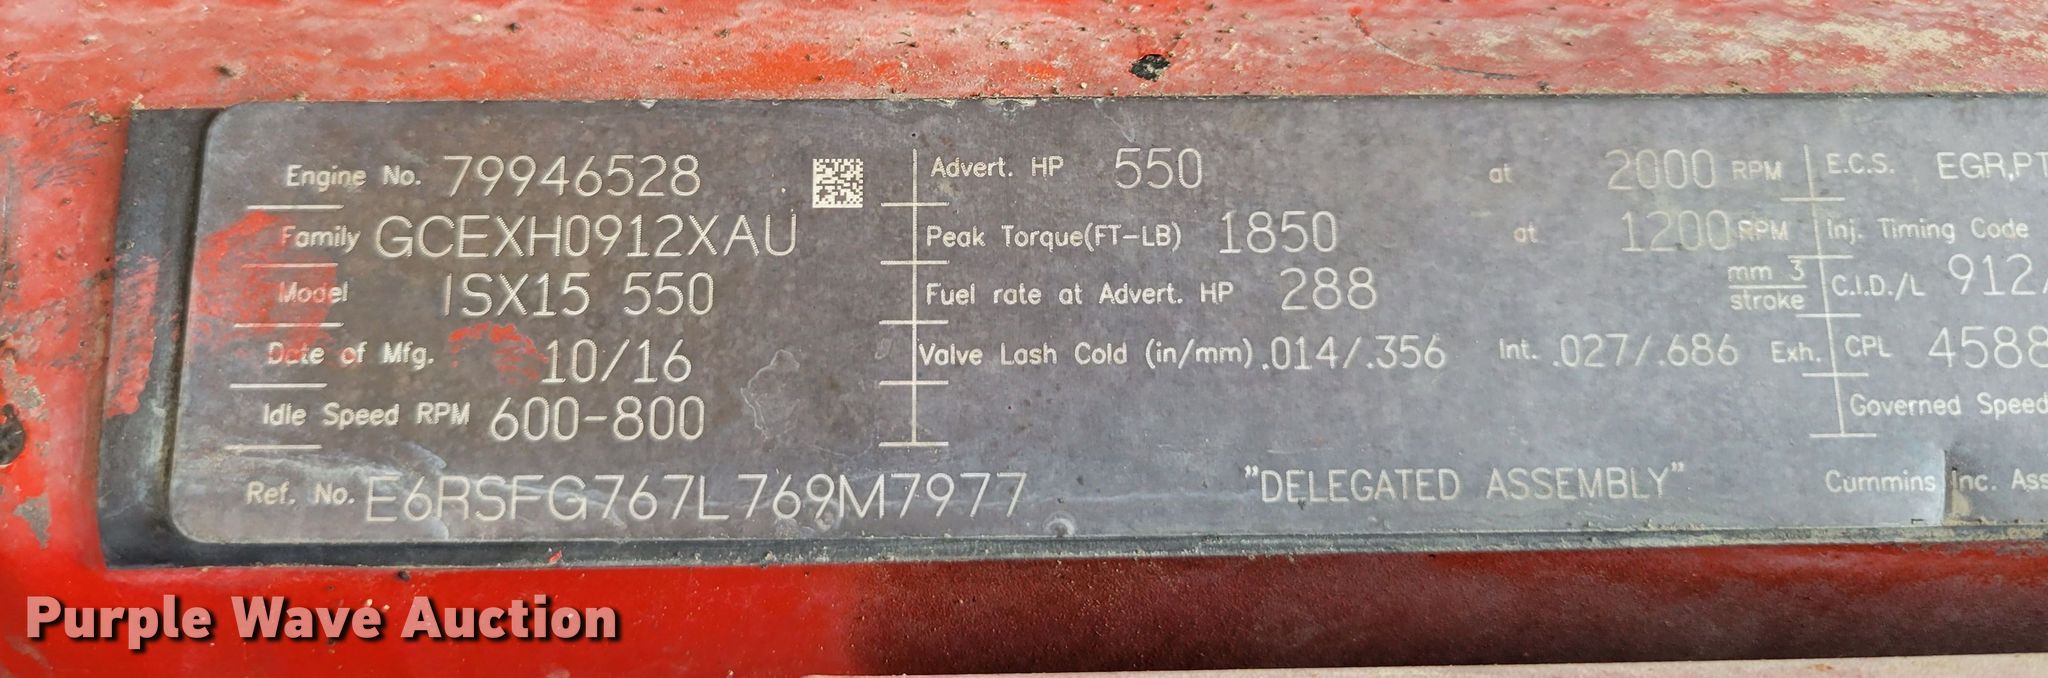 Engine No. 79946528
Family GCEXH0912XAU
Model ISX15 550
Date of Mfg. 10/16
Idle Speed RPM 600-800
Ref. No. E6RSFG767L769M7977
Advert. HP 550 at 2000 RPM
Peak Torque(FT-LB) 1850 at 1200 RPM
Fuel rate at Advert. HP 288 mm 3
stroke
Valve Lash Cold (in/mm) .014/.356 Int. .027/.686 Exh.
"DELEGATED ASSEMBLY"
E.C.S. EGR,PT
Inj. Timing Code
C.I.D./L 912/
CPL 4588
Governed Speed
Cummins Inc. Ass
Purple Wave Auction